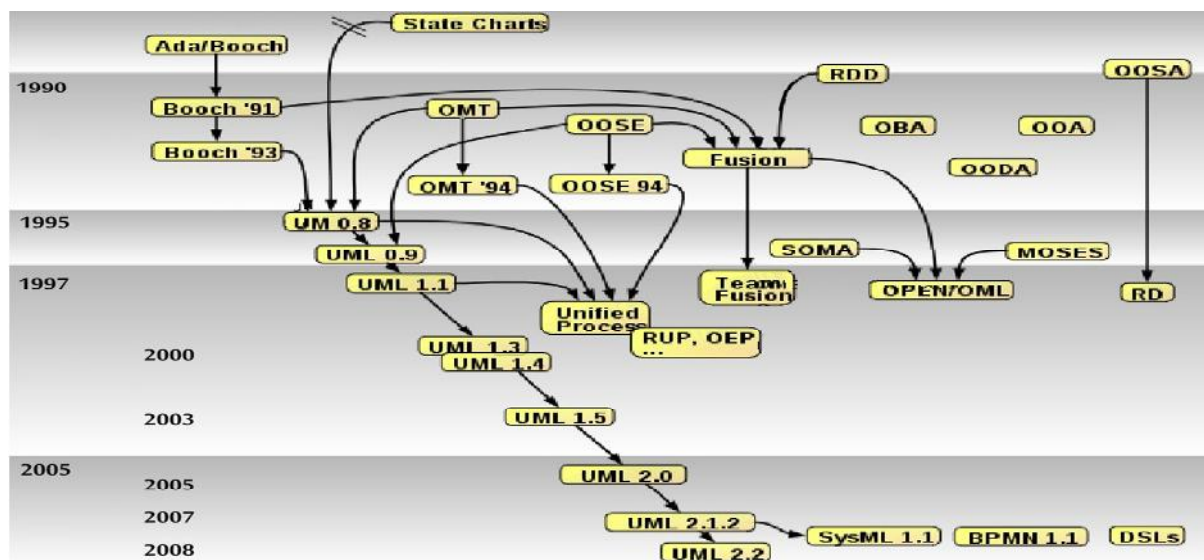 State Charts
Ada/Booch
1990
RDD
OOSA
Booch '91
OMT
OOSE
OBA
OOA
Booch '93
Fusion
OODA
OMT '94
OOSE 94
1995
UM 0.8
UML 0.9
SOMA
MOSES
1997
UML 1.1
Team
Fusion
OPEN/OML
RD
Unified
Process
RUP, OEP
...
2000
UML 1.3
UML 1.4
2003
UML 1.5
2005
UML 2.0
2005
2007
UML 2.1.2
SysML 1.1
BPMN 1.1
DSLs
2008
UML 2.2